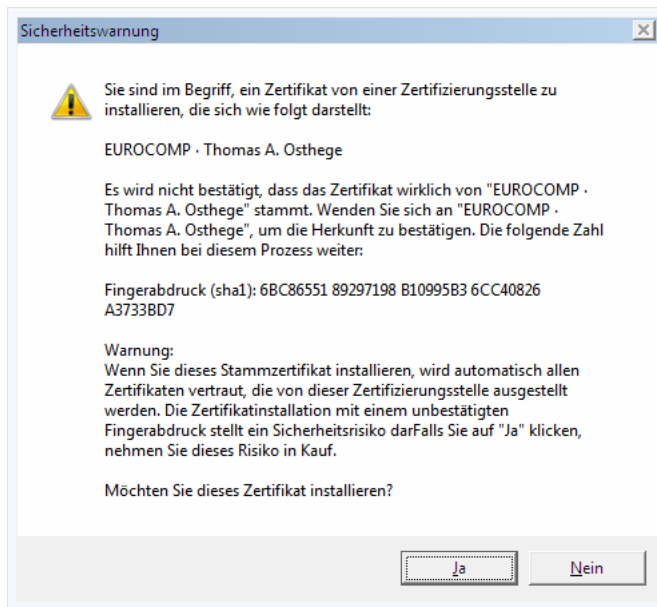 Sicherheitswarnung
Sie sind im Begriff, ein Zertifikat von einer Zertifizierungsstelle zu
installieren, die sich wie folgt darstellt:
EUROCOMP · Thomas A. Osthege
Es wird nicht bestätigt, dass das Zertifikat wirklich von "EUROCOMP ·
Thomas A. Osthege" stammt. Wenden Sie sich an "EUROCOMP ·
Thomas A. Osthege", um die Herkunft zu bestätigen. Die folgende Zahl
hilft Ihnen bei diesem Prozess weiter:
Fingerabdruck (sha1): 6BC86551 89297198 B10995B3 6CC40826
A3733BD7
Warnung:
Wenn Sie dieses Stammzertifikat installieren, wird automatisch allen
Zertifikaten vertraut, die von dieser Zertifizierungsstelle ausgestellt
werden. Die Zertifikatinstallation mit einem unbestätigten
Fingerabdruck stellt ein Sicherheitsrisiko darFalls Sie auf "Ja" klicken,
nehmen Sie dieses Risiko in Kauf.
Möchten Sie dieses Zertifikat installieren?
Ja Nein